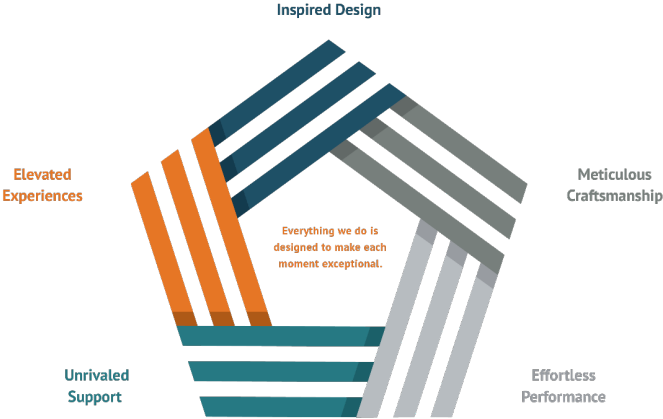 Inspired Design
Elevated
Experiences
Meticulous
Craftsmanship
Everything we do is
designed to make each
moment exceptional.
Unrivaled
Support
Effortless
Performance